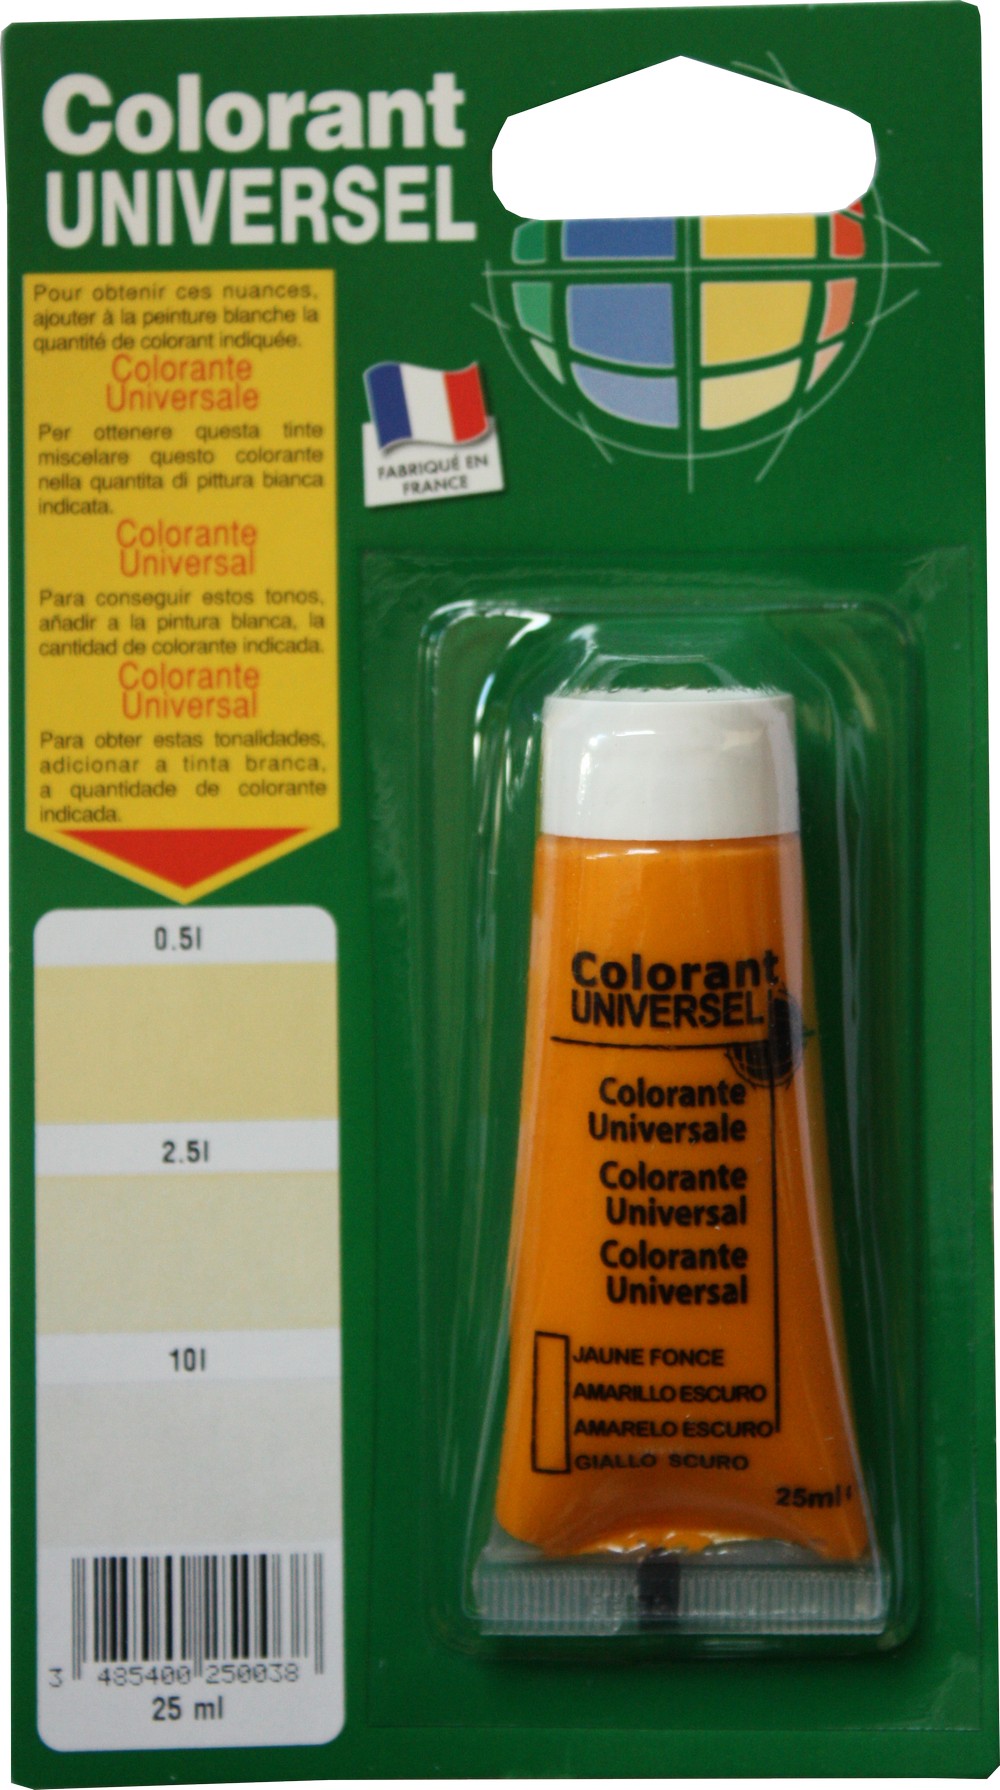 Colorant
UNIVERSEL
Pour obtenir ces nuances,
ajouter à la peinture blanche la
quantité de colorant indiquée.
Colorante
Universale
Per ottenere questa tinte
miscelare questo colorante
nella quantita di pittura bianca
indicata.
Colorante
Universal
Para conseguir estos tonos,
añadir a la pintura blanca, la
cantidad de colorante indicada.
Colorante
Universal
Para obter estas tonalidades,
adicionar a tinta branca,
a quantidade de colorante
indicada.
FABRIQUÉ EN
FRANCE
0.5l
2.5l
10l
3 485400 250038
25 ml
Colorant
UNIVERSEL
Colorante
Universale
Colorante
Universal
Colorante
Universal
JAUNE FONCE
AMARILLO ESCURO
AMARELO ESCURO
GIALLO SCURO
25ml